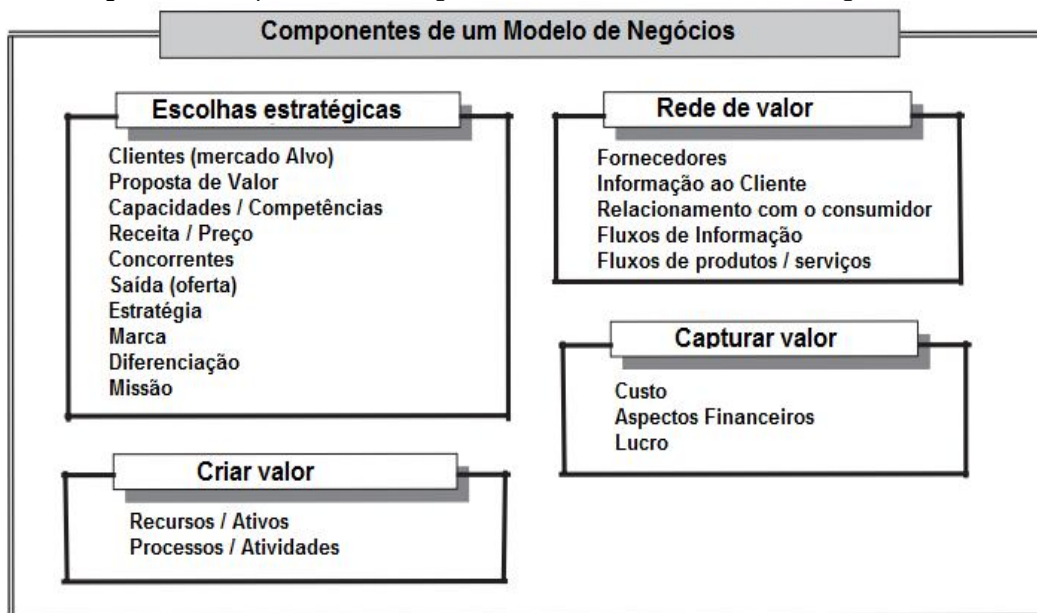 Componentes de um Modelo de Negócios
Escolhas estratégicas
Clientes (mercado Alvo)
Proposta de Valor
Capacidades / Competências
Receita / Preço
Concorrentes
Saída (oferta)
Estratégia
Marca
Diferenciação
Missão
Rede de valor
Fornecedores
Informação ao Cliente
Relacionamento com o consumidor
Fluxos de Informação
Fluxos de produtos / serviços
Criar valor
Recursos / Ativos
Processos / Atividades
Capturar valor
Custo
Aspectos Financeiros
Lucro